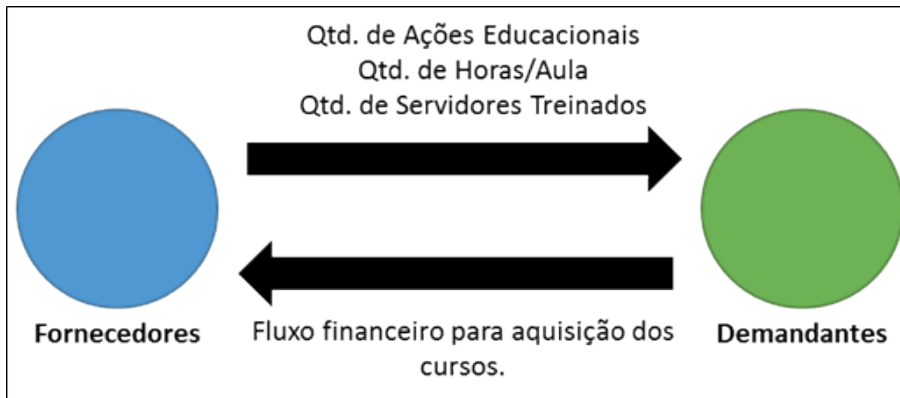 Qtd. de Ações Educacionais
Qtd. de Horas/Aula
Qtd. de Servidores Treinados
Fornecedores
Fluxo financeiro para aquisição dos
cursos.
Demandantes